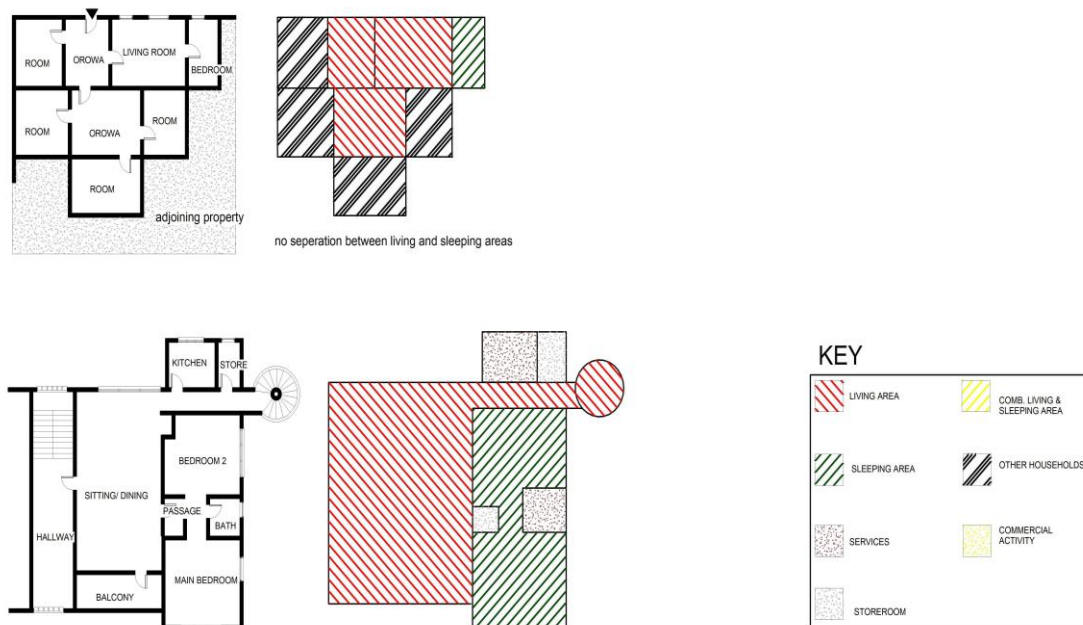 LIVING ROOM
ROOM
OROWA
BEDROOM
ROOM
OROWA
ROOM
ROOM
adjoining property
no seperation between living and sleeping areas
KITCHEN
STORE
BEDROOM 2
SITTING/ DINING
PASSAGE
BATH
HALLWAY
MAIN BEDROOM
BALCONY
KEY
LIVING AREA
COMB. LIVING &
SLEEPING AREA
SLEEPING AREA
OTHER HOUSEHOLDS
SERVICES
COMMERCIAL
ACTIVITY
STOREROOM